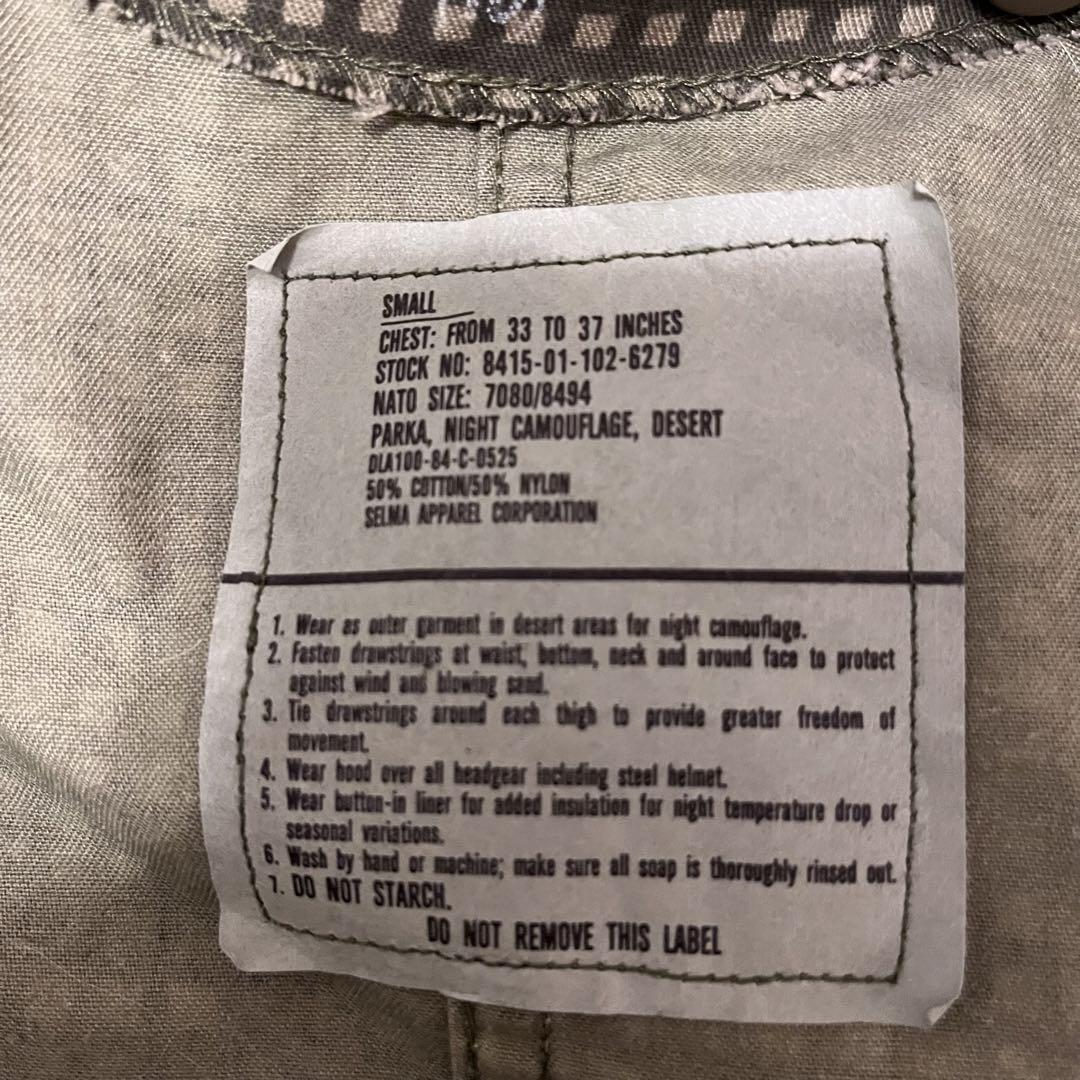 SMALL
CHEST: FROM 33 TO 37 INCHES
STOCK NO: 8415-01-102-6279
NATO SIZE: 7080/8494
PARKA, NIGHT CAMOUFLAGE, DESERT
DLA100-84-C-0525
50% COTTON/50% NYLON
SELMA APPAREL CORPORATION
1. Wear as outer garment in desert areas for night camouflage.
2. Fasten drawstrings at waist, bottom, neck and around face to protect
against wind and blowing sand.
3. Tie drawstrings around each thigh to provide greater freedom of
movement.
4. Wear hood over all headgear including steel helmet.
5. Wear button-in liner for added insulation for night temperature drop or
seasonal variations.
6. Wash by hand or machine; make sure all soap is thoroughly rinsed out.
7. DO NOT STARCH.
DO NOT REMOVE THIS LABEL